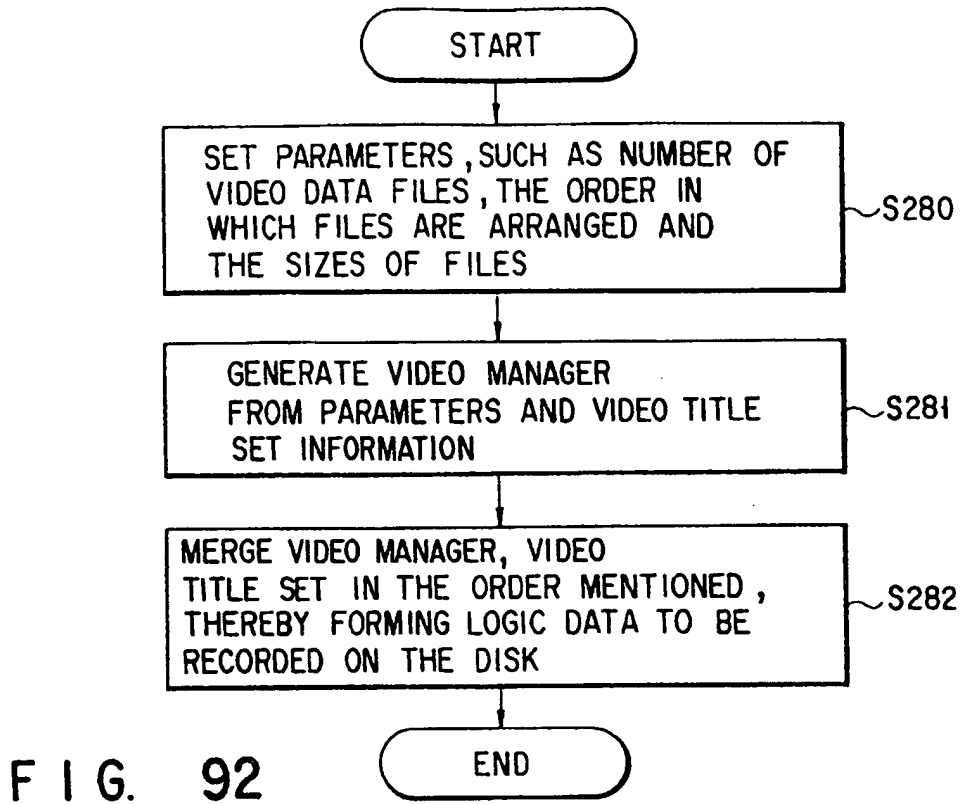 START
SET PARAMETERS, SUCH AS NUMBER OF
VIDEO DATA FILES, THE ORDER IN
WHICH FILES ARE ARRANGED AND
THE SIZES OF FILES
S280
GENERATE VIDEO MANAGER
FROM PARAMETERS AND VIDEO TITLE
SET INFORMATION
S281
MERGE VIDEO MANAGER, VIDEO
TITLE SET IN THE ORDER MENTIONED,
THEREBY FORMING LOGIC DATA TO BE
RECORDED ON THE DISK
S282
END
FIG. 92